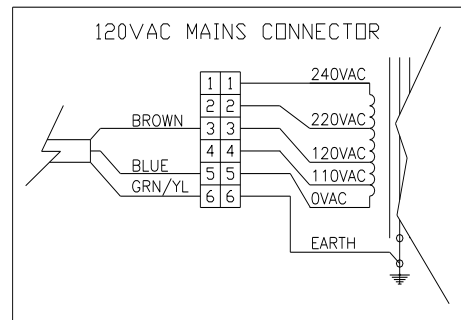 120VAC MAINS CONNECTOR
240VAC
1 1
2 2
220VAC
BROWN
3 3
120VAC
4 4
BLUE
110VAC
5 5
GRN/YL
0VAC
6 6
EARTH